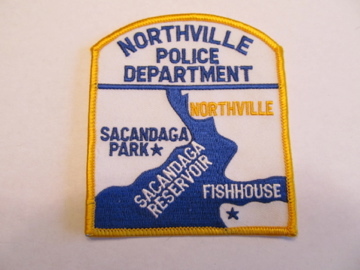 NORTHVILLE
POLICE
DEPARTMENT
NORTHVILLE
SACANDAGA
PARK
SACANDAGA
RESERVOIR
FISHHOUSE